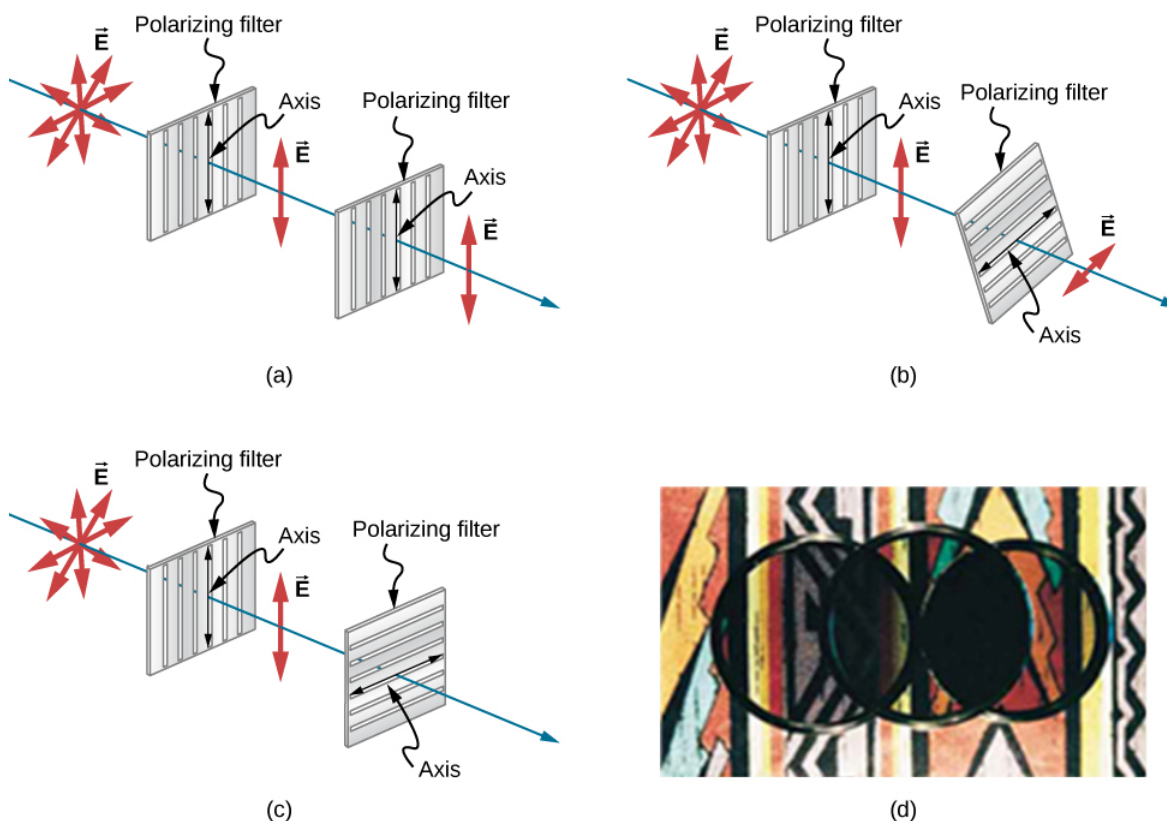 E⃗
Polarizing filter
Axis
Polarizing filter
E⃗
Axis
E⃗
(a)
E⃗
Polarizing filter
Axis
Polarizing filter
E⃗
E⃗
Axis
(b)
E⃗
Polarizing filter
Axis
Polarizing filter
E⃗
Axis
(c)
(d)